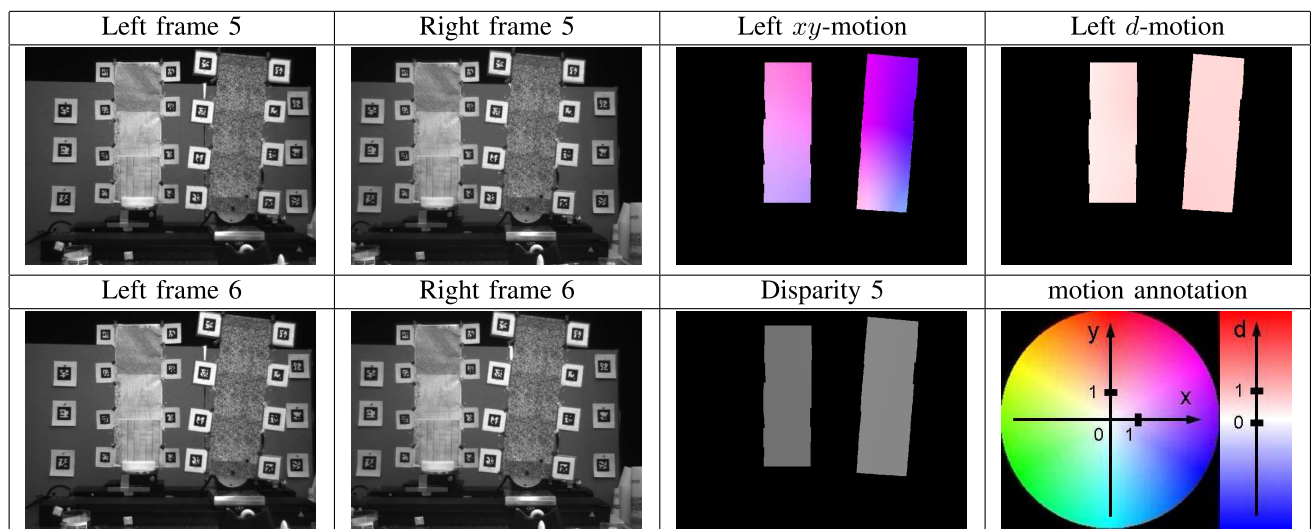 Left frame 5 Right frame 5 Left xy-motion Left d-motion
Left frame 6 Right frame 6 Disparity 5 motion annotation
y d
1 1
x
0
0 1